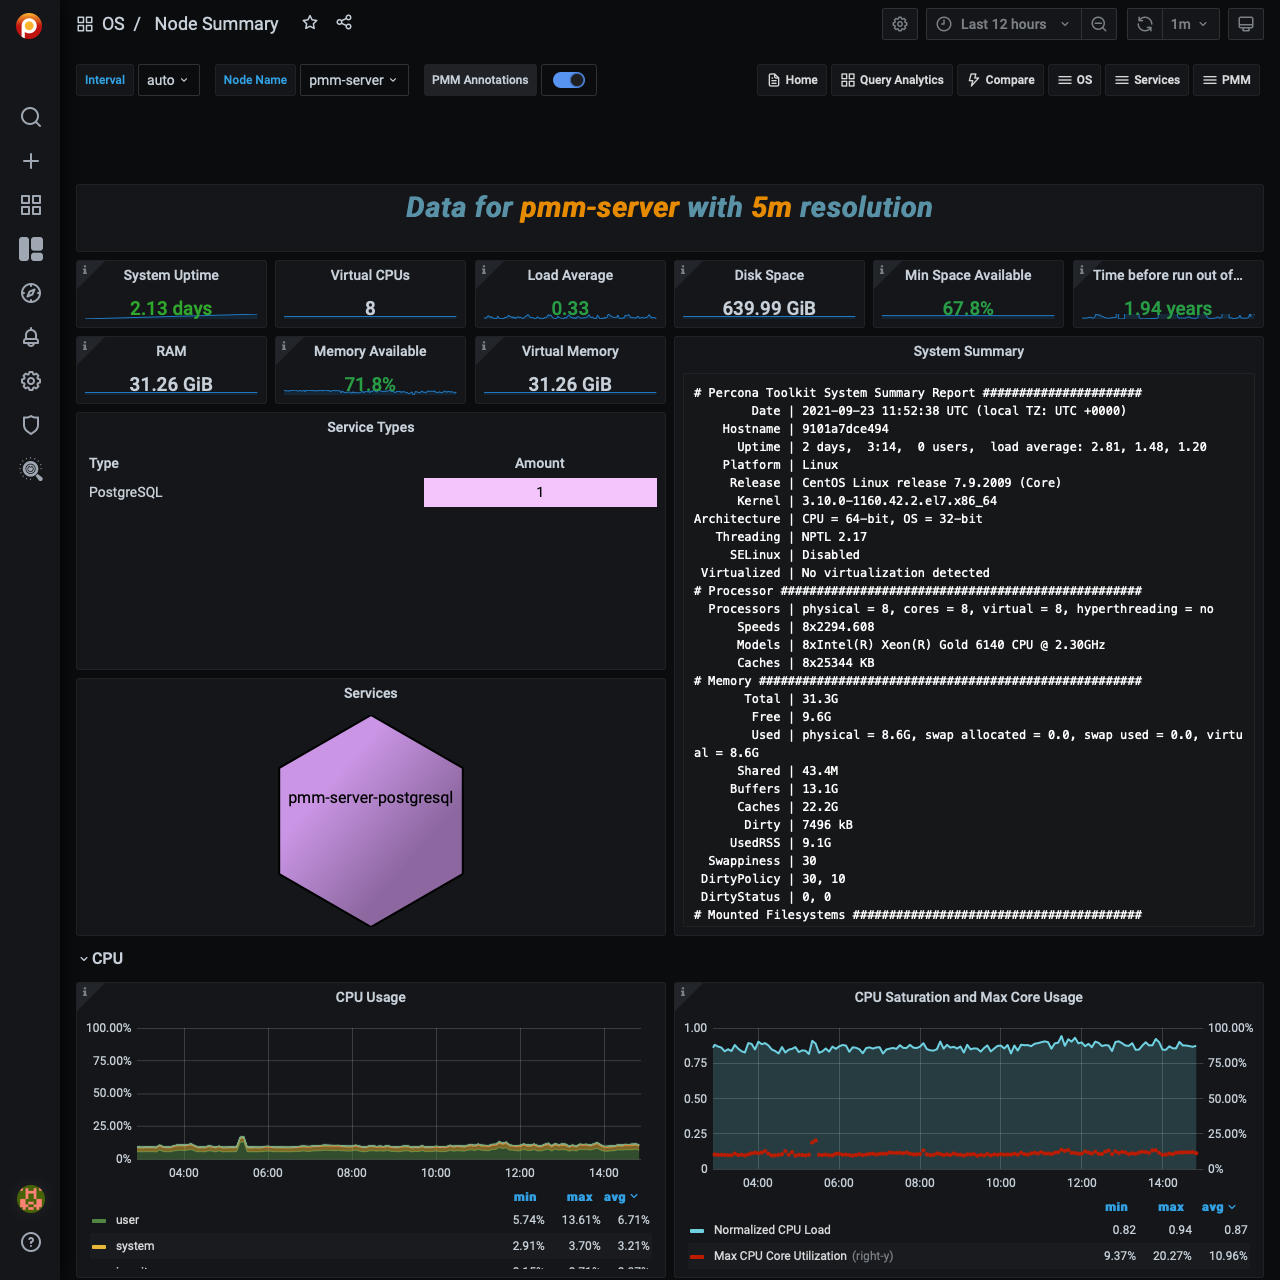 OS / Node Summary
Last 12 hours
1m
Interval auto Node Name pmm-server PMM Annotations
Home Query Analytics Compare OS Services PMM
Data for pmm-server with 5m resolution
System Uptime
2.13 days
Virtual CPUs
8
Load Average
0.33
Disk Space
639.99 GiB
Min Space Available
67.8%
Time before run out of...
1.94 years
RAM
31.26 GiB
Memory Available
71.8%
Virtual Memory
31.26 GiB
Service Types
Type Amount
PostgreSQL 1
Services
pmm-server-postgresql
System Summary
# Percona Toolkit System Summary Report ######################
Date | 2021-09-23 11:52:38 UTC (local TZ: UTC +0000)
Hostname | 9101a7dce494
Uptime | 2 days,  3:14,  0 users,  load average: 2.81, 1.48, 1.20
Platform | Linux
Release | CentOS Linux release 7.9.2009 (Core)
Kernel | 3.10.0-1160.42.2.el7.x86_64
Architecture | CPU = 64-bit, OS = 32-bit
Threading | NPTL 2.17
SELinux | Disabled
Virtualized | No virtualization detected
# Processor ##################################################
Processors | physical = 8, cores = 8, virtual = 8, hyperthreading = no
Speeds | 8x2294.608
Models | 8xIntel(R) Xeon(R) Gold 6140 CPU @ 2.30GHz
Caches | 8x25344 KB
# Memory #####################################################
Total | 31.3G
Free | 9.6G
Used | physical = 8.6G, swap allocated = 0.0, swap used = 0.0, virtu
al = 8.6G
Shared | 43.4M
Buffers | 13.1G
Caches | 22.2G
Dirty | 7496 kB
UsedRSS | 9.1G
Swappiness | 30
DirtyPolicy | 30, 10
DirtyStatus | 0, 0
# Mounted Filesystems ########################################
CPU
CPU Usage
100.00%
75.00%
50.00%
25.00%
0%
04:00 06:00 08:00 10:00 12:00 14:00
min max avg
user 5.74% 13.61% 6.71%
system 2.91% 3.70% 3.21%
CPU Saturation and Max Core Usage
1.00 100.00%
0.75 75.00%
0.50 50.00%
0.25 25.00%
0 0%
04:00 06:00 08:00 10:00 12:00 14:00
min max avg
Normalized CPU Load 0.82 0.94 0.87
Max CPU Core Utilization (right-y) 9.37% 20.27% 10.96%